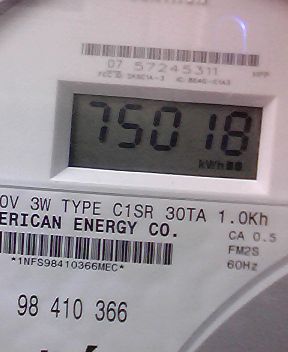 07 57245311
75018
kWh
0V 3W TYPE C1SR 30TA 1.0Kh
ERICAN ENERGY CO.
CA 0.5
FM2S
*1NFS98410366MEC*
60Hz
98 410 366